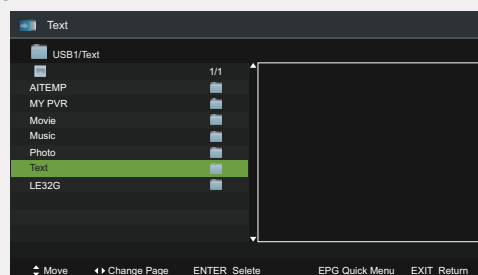 Text
USB1/Text
1/1
AITEMP
MY PVR
Movie
Music
Photo
Text
LE32G
Move Change Page ENTER Selete EPG Quick Menu EXIT Return